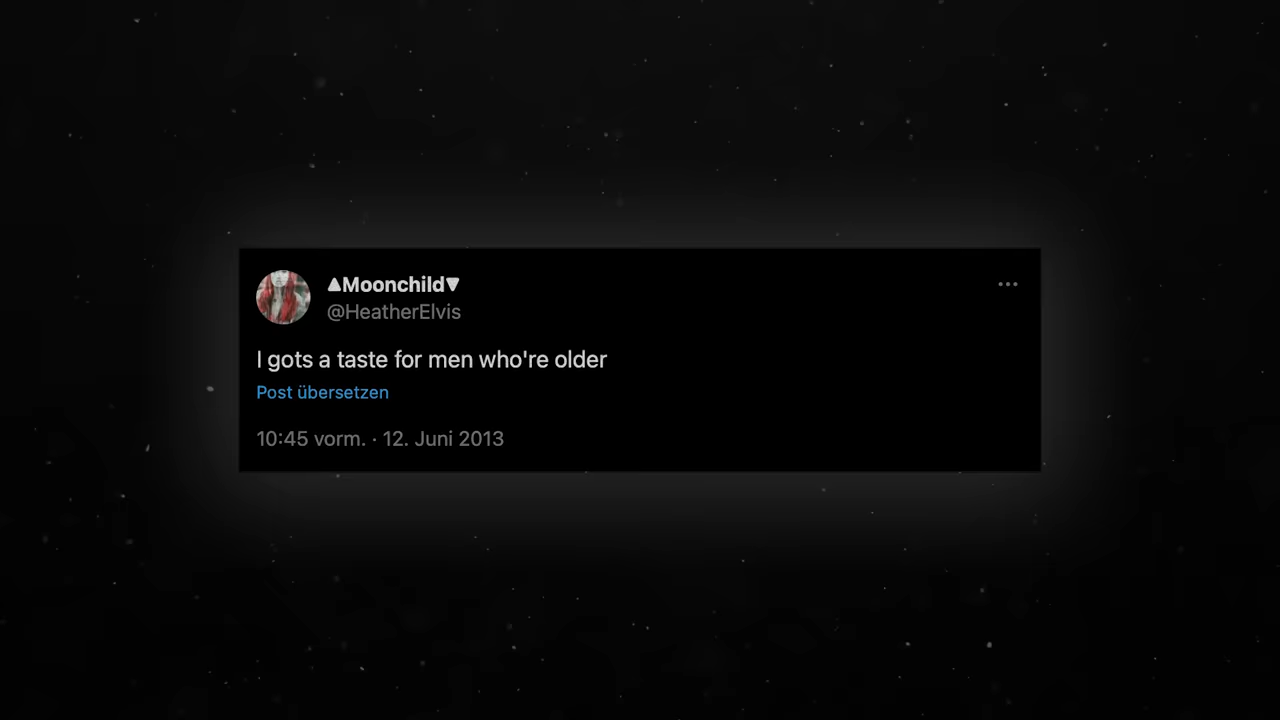 ▲Moonchild▼
@HeatherElvis
I gots a taste for men who're older
Post übersetzen
10:45 vorm. · 12. Juni 2013